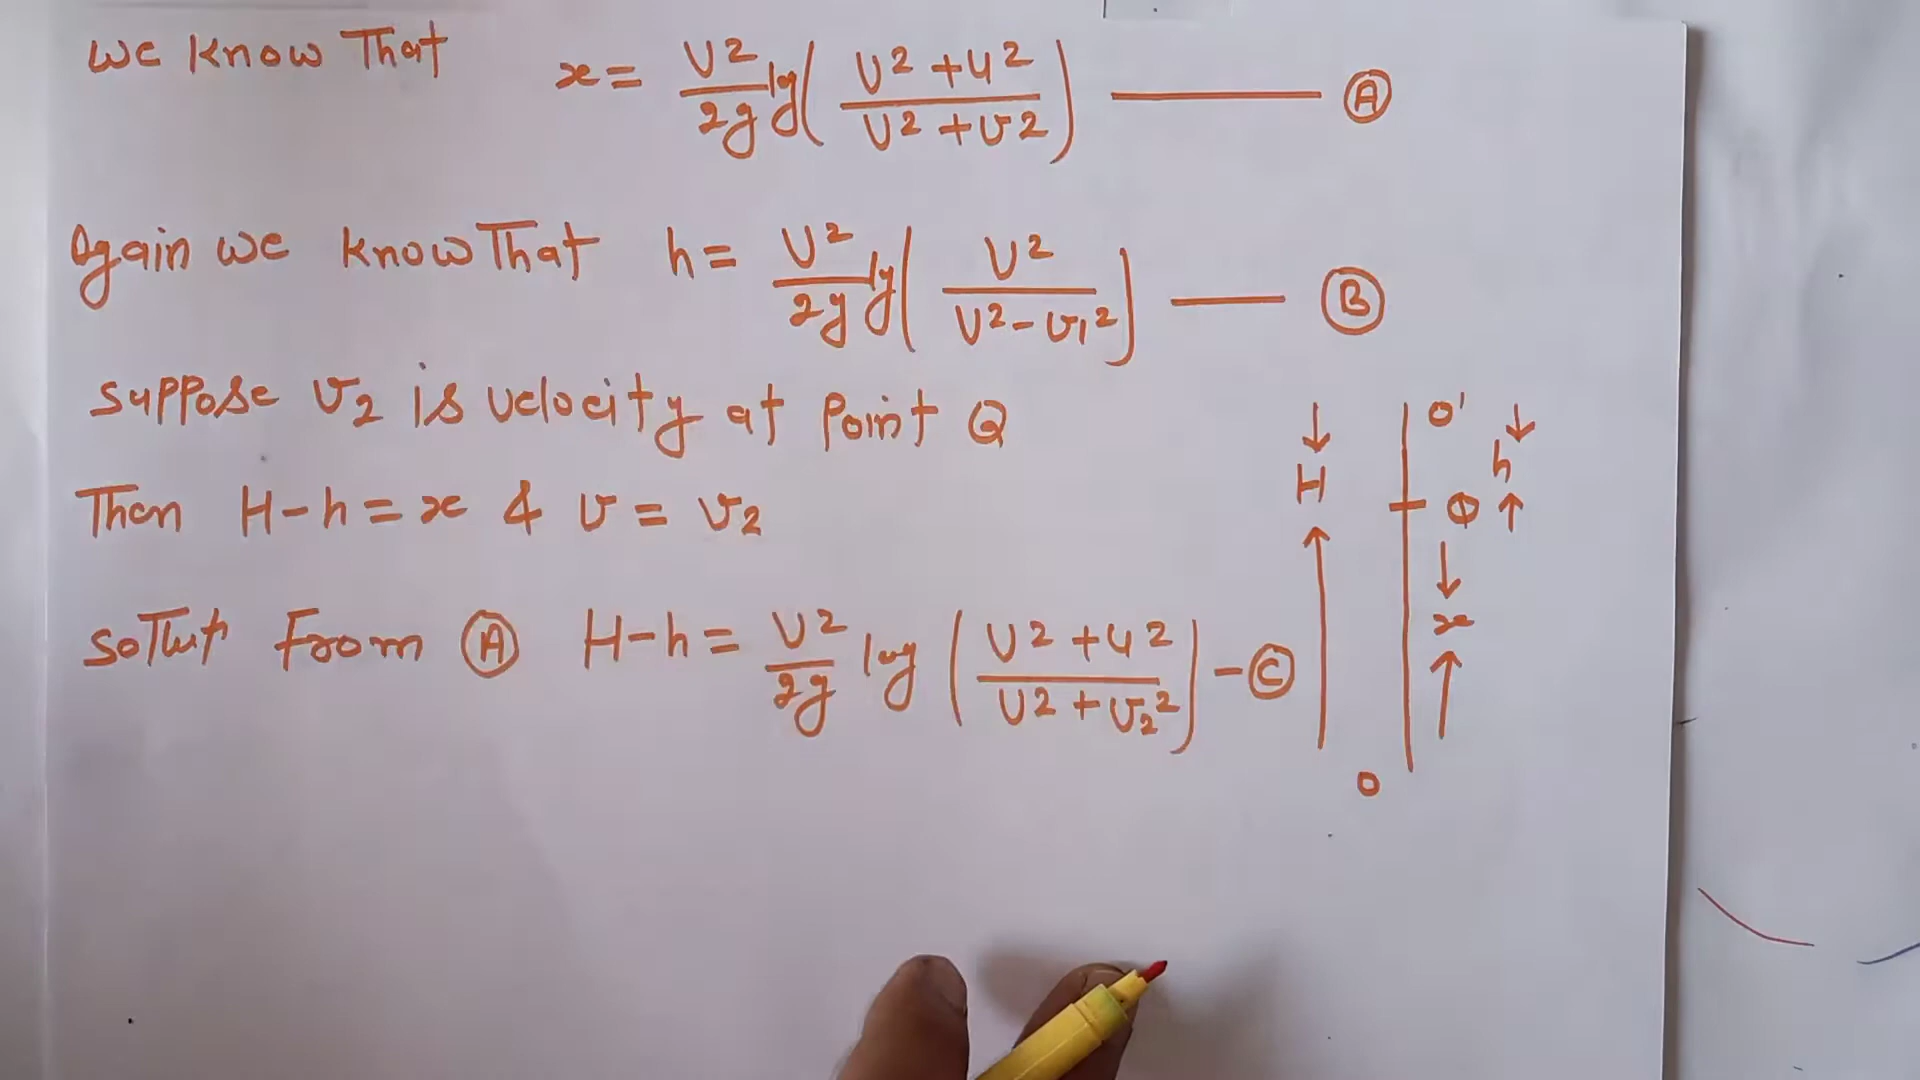 We know That x = V²/2g log( V² + u² / V² + v² ) —— (A)
Again we know That h = V²/2g log( V² / V² - v₁² ) — (B)
Suppose v₂ is velocity at Point Q
Then H - h = x & v = v₂
So That From (A) H - h = V²/2g log( V² + u² / V² + v₂² ) - (C)
↓ O' ↓
H h
↑ Q ↑
↓
x
↑
O